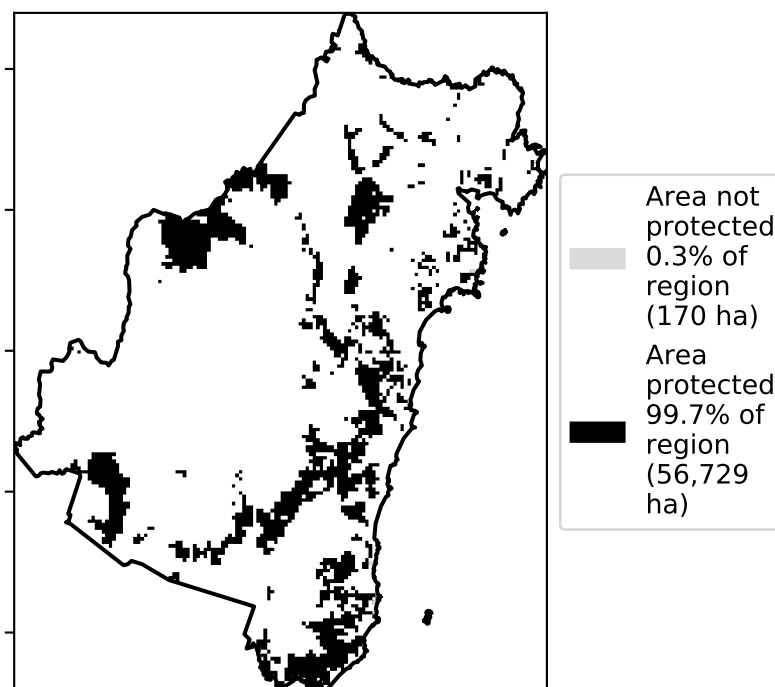 Area not
protected
0.3% of
region
(170 ha)
Area
protected
99.7% of
region
(56,729
ha)